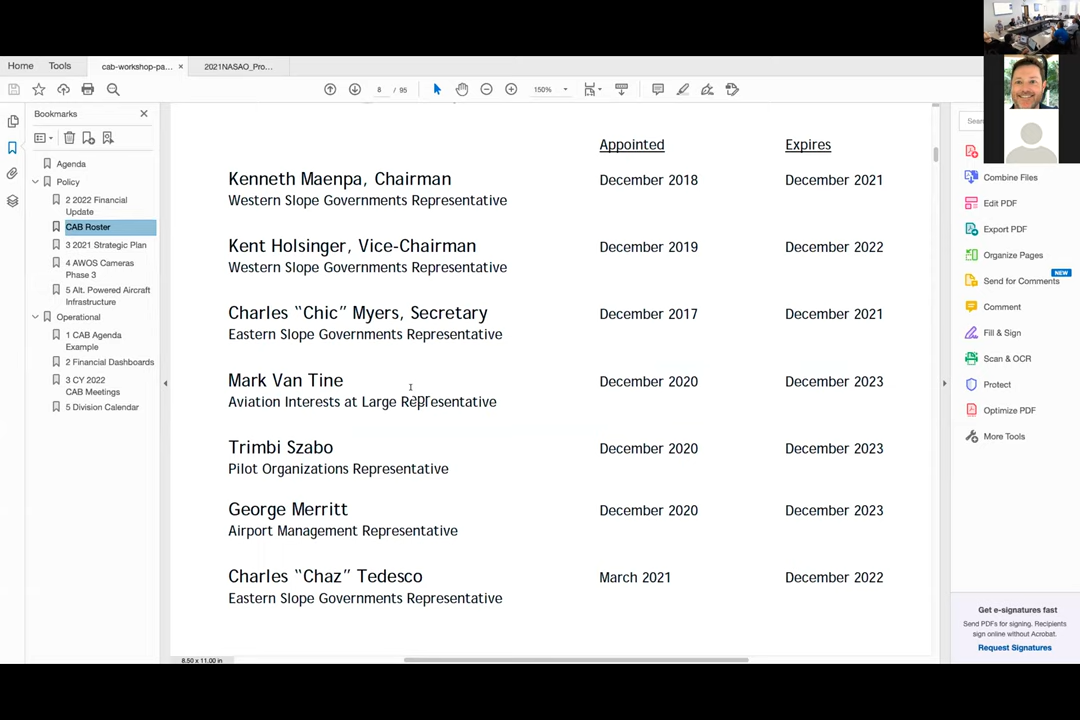 Home
Tools
cab-workshop-pa... ×
2021NASAO_Pro...
8 / 95
150%
Bookmarks
Agenda
Policy
2 2022 Financial
Update
CAB Roster
3 2021 Strategic Plan
4 AWOS Cameras
Phase 3
5 Alt. Powered Aircraft
Infrastructure
Operational
1 CAB Agenda
Example
2 Financial Dashboards
3 CY 2022
CAB Meetings
5 Division Calendar
Appointed Expires
Kenneth Maenpa, Chairman December 2018 December 2021
Western Slope Governments Representative
Kent Holsinger, Vice-Chairman December 2019 December 2022
Western Slope Governments Representative
Charles “Chic” Myers, Secretary December 2017 December 2021
Eastern Slope Governments Representative
Mark Van Tine December 2020 December 2023
Aviation Interests at Large Representative
Trimbi Szabo December 2020 December 2023
Pilot Organizations Representative
George Merritt December 2020 December 2023
Airport Management Representative
Charles “Chaz” Tedesco March 2021 December 2022
Eastern Slope Governments Representative
8.50 x 11.00 in
Combine Files
Edit PDF
Export PDF
Organize Pages
NEW
Send for Comments
Comment
Fill & Sign
Scan & OCR
Protect
Optimize PDF
More Tools
Get e-signatures fast
Send PDFs for signing. Recipients
sign online without Acrobat.
Request Signatures